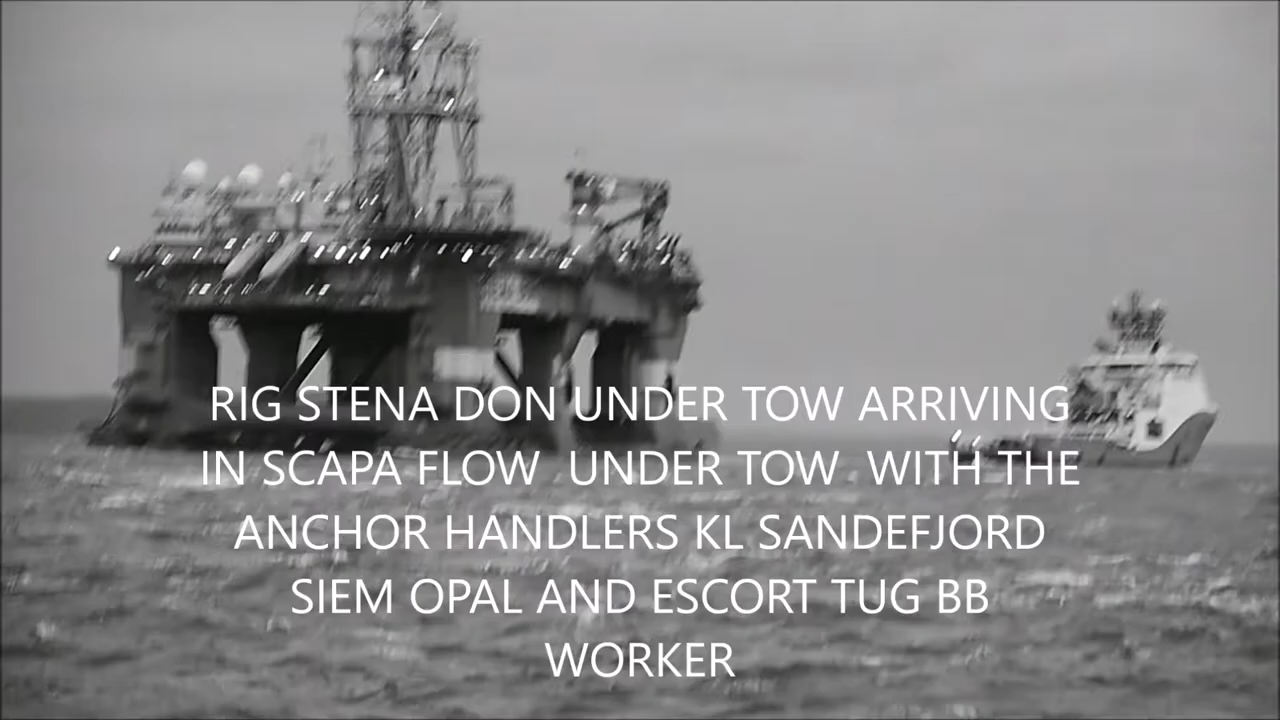 RIG STENA DON UNDER TOW ARRIVING
IN SCAPA FLOW  UNDER TOW  WITH THE
ANCHOR HANDLERS KL SANDEFJORD
SIEM OPAL AND ESCORT TUG BB
WORKER